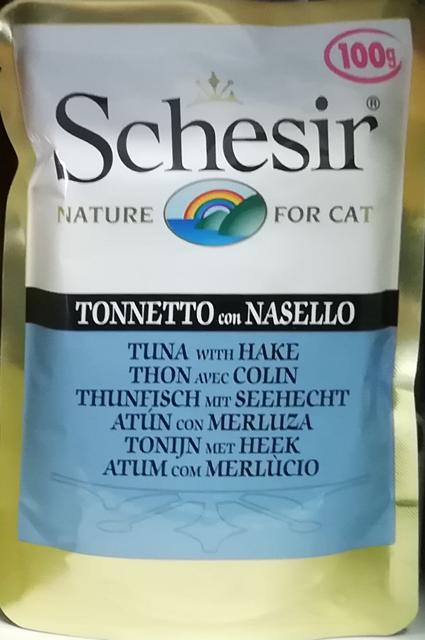 100g
Schesir®
NATURE FOR CAT
TONNETTO con NASELLO
TUNA WITH HAKE
THON AVEC COLIN
THUNFISCH MIT SEEHECHT
ATÚN CON MERLUZA
TONIJN MET HEEK
ATUM COM MERLÙCIO